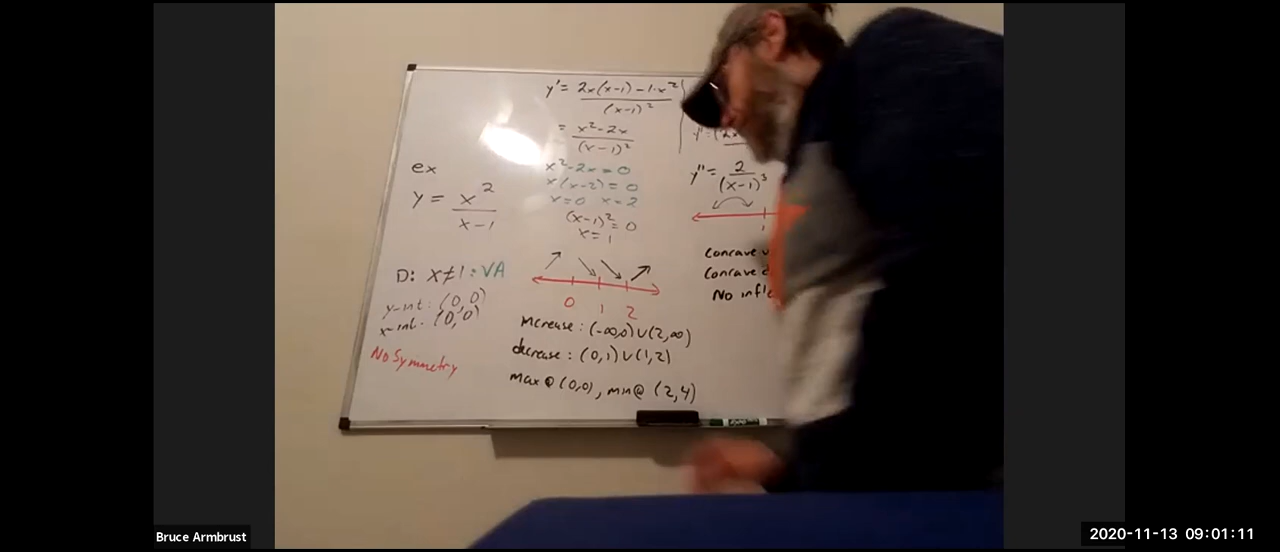 ex
y = x²/(x-1)
D: x≠1 : VA
y-int: (0,0)
x-int: (0,0)
No Symmetry
y' = (2x(x-1) - 1·x²)/(x-1)²
= (x²-2x)/(x-1)²
x²-2x=0
x(x-2)=0
x=0 x=2
(x-1)²=0
x=1
0 1 2
increase: (-∞,0)∪(2,∞)
decrease: (0,1)∪(1,2)
max@(0,0), min@(2,4)
y'' = 2/(x-1)³
1
Concave
Concave
No
Bruce Armbrust
2020-11-13 09:01:11